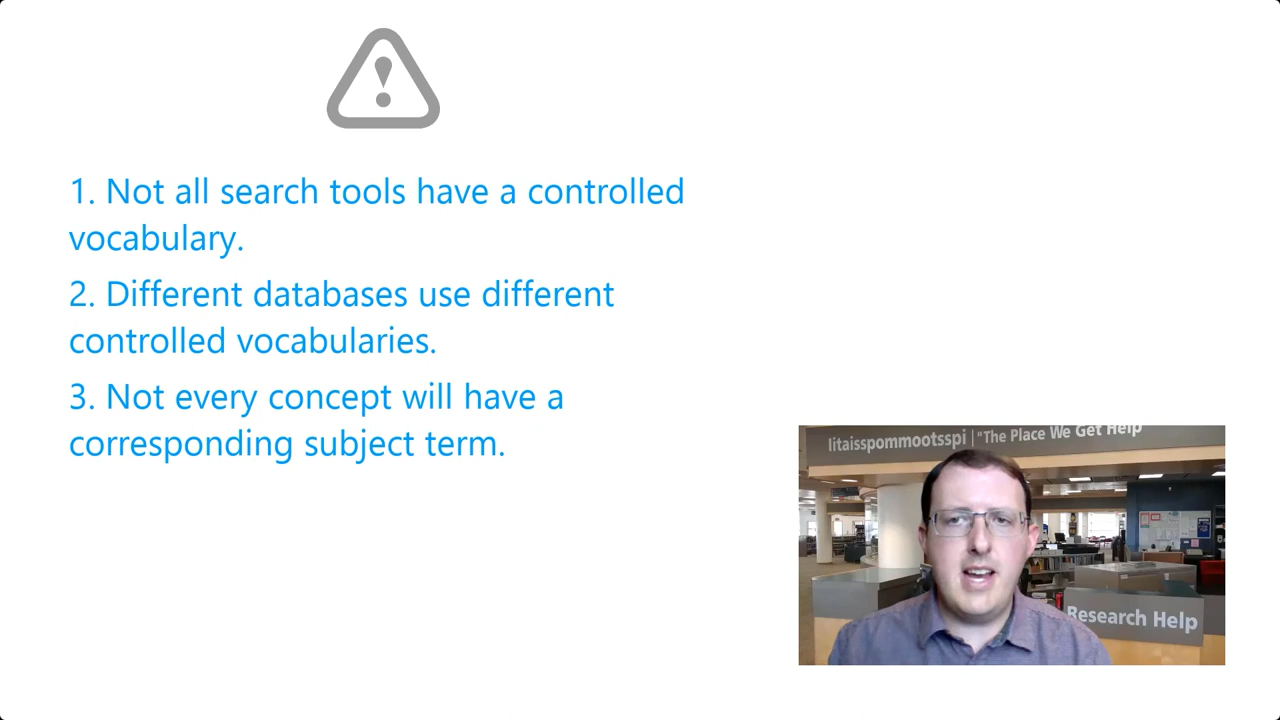 1. Not all search tools have a controlled
vocabulary.
2. Different databases use different
controlled vocabularies.
3. Not every concept will have a
corresponding subject term.
litaisspommootsspi | "The Place We Get Help
Research Help